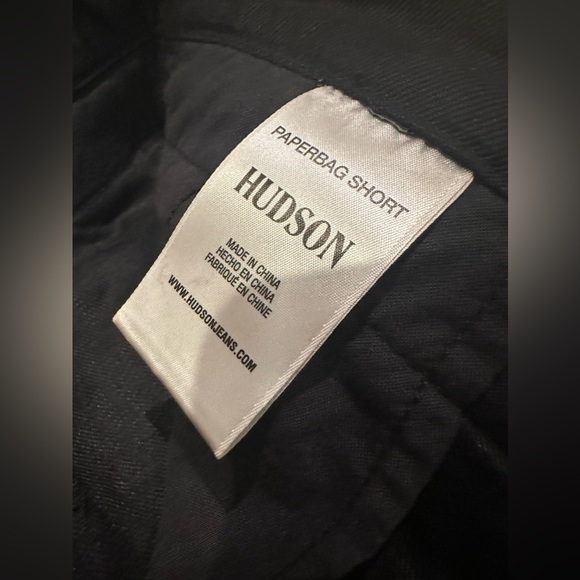 PAPERBAG SHORT
HUDSON
MADE IN CHINA
HECHO EN CHINA
FABRIQUE EN CHINE
WWW.HUDSONJEANS.COM